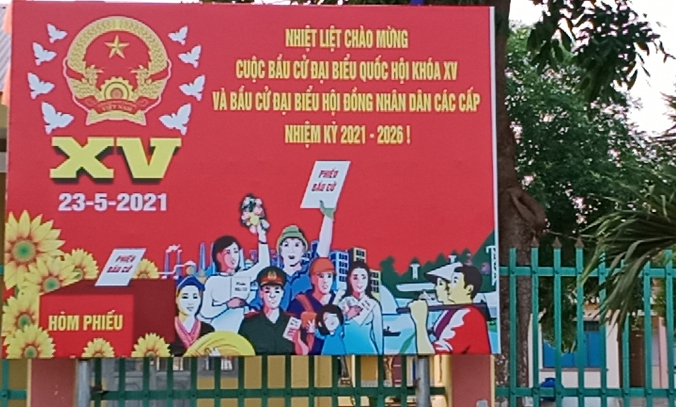 NHIỆT LIỆT CHÀO MỪNG
CUỘC BẦU CỬ ĐẠI BIỂU QUỐC HỘI KHÓA XV
VÀ BẦU CỬ ĐẠI BIỂU HỘI ĐỒNG NHÂN DÂN CÁC CẤP
NHIỆM KỲ 2021 - 2026 !
VIỆT NAM
XV
23-5-2021
PHIẾU
BẦU CỬ
PHIẾU
BẦU CỬ
HÒM PHIẾU